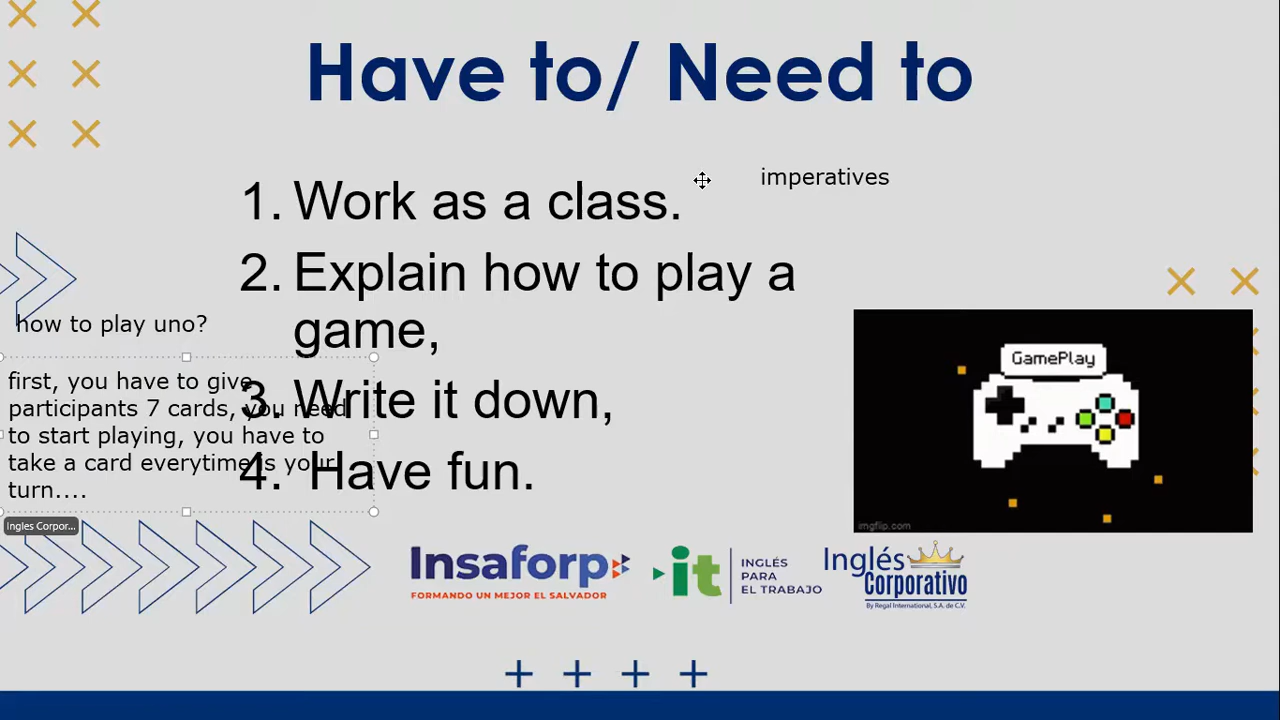 Have to/ Need to
imperatives
1. Work as a class.
2. Explain how to play a
game,
3. Write it down,
4. Have fun.
how to play uno?
first, you have to give
participants 7 cards, you need
to start playing, you have to
take a card everytime is your
turn....
Ingles Corpor...
GamePlay
imgflip.com
Insaforp
FORMANDO UN MEJOR EL SALVADOR
it
INGLÉS
PARA
EL TRABAJO
Inglés
Corporativo
By Regal International, S.A. de C.V.